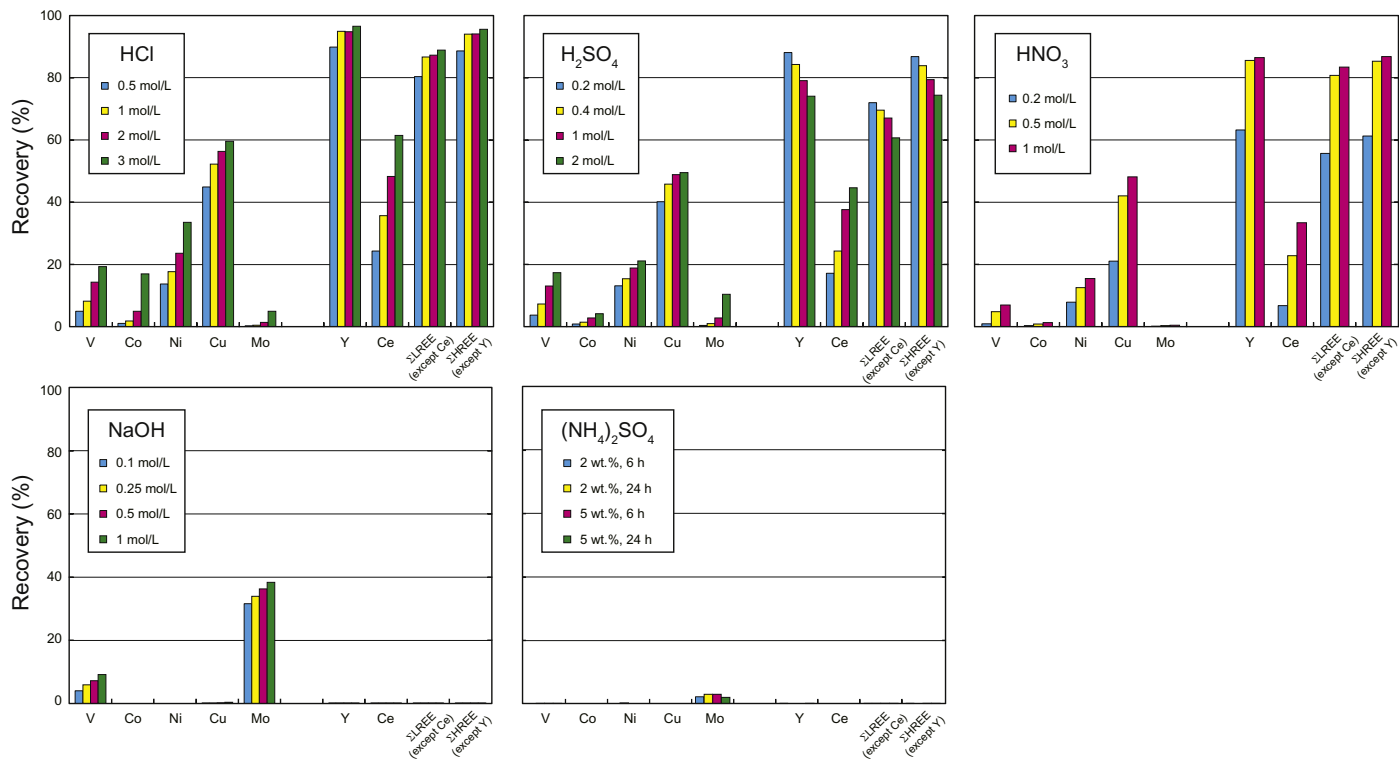 Recovery (%)
100
80
60
40
20
0
HCl
0.5 mol/L
1 mol/L
2 mol/L
3 mol/L
V Co Ni Cu Mo Y Ce ΣLREE (except Ce) ΣHREE (except Y)
H₂SO₄
0.2 mol/L
0.4 mol/L
1 mol/L
2 mol/L
V Co Ni Cu Mo Y Ce ΣLREE (except Ce) ΣHREE (except Y)
HNO₃
0.2 mol/L
0.5 mol/L
1 mol/L
V Co Ni Cu Mo Y Ce ΣLREE (except Ce) ΣHREE (except Y)
Recovery (%)
100
80
60
40
20
0
NaOH
0.1 mol/L
0.25 mol/L
0.5 mol/L
1 mol/L
V Co Ni Cu Mo Y Ce ΣLREE (except Ce) ΣHREE (except Y)
(NH₄)₂SO₄
2 wt.%, 6 h
2 wt.%, 24 h
5 wt.%, 6 h
5 wt.%, 24 h
V Co Ni Cu Mo Y Ce ΣLREE (except Ce) ΣHREE (except Y)